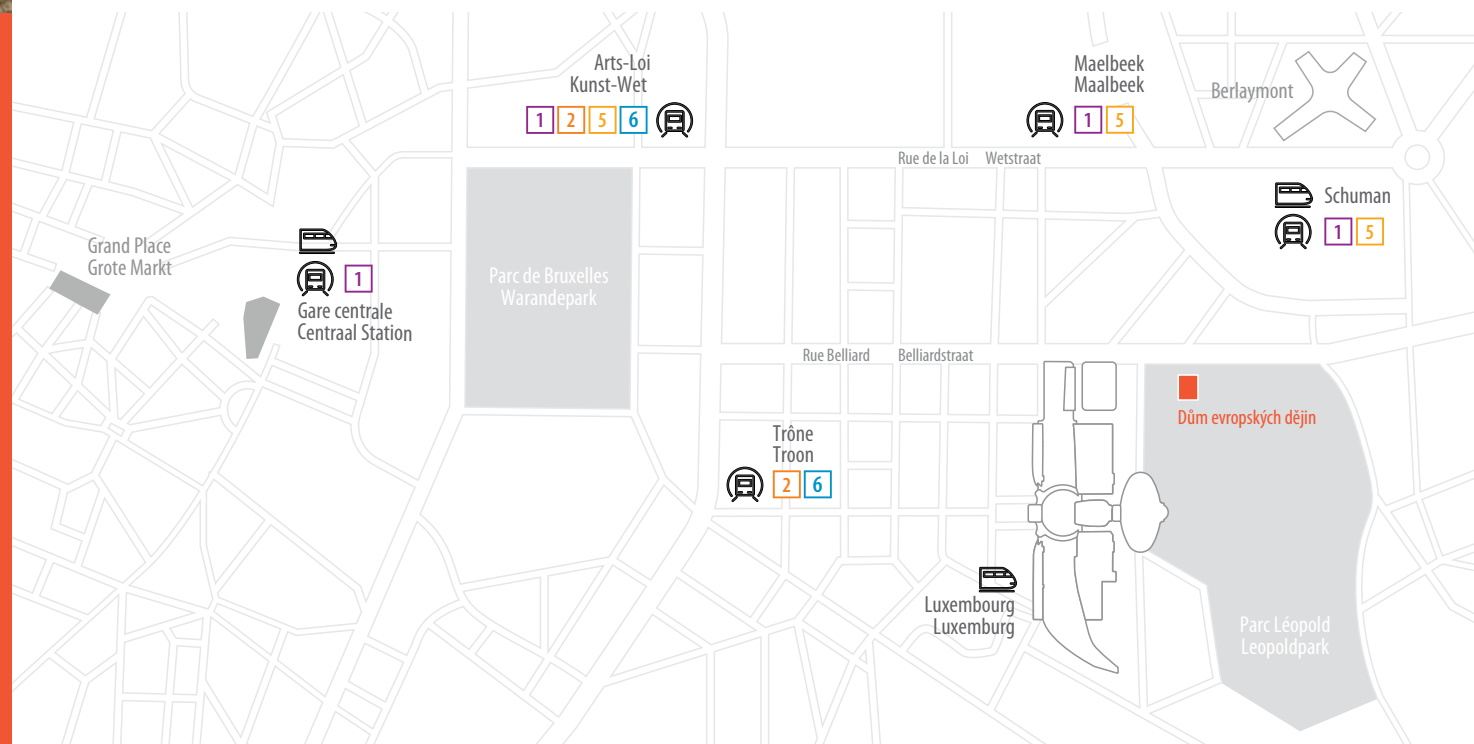 Arts-Loi
Kunst-Wet
1 2 5 6
Maelbeek
Maalbeek
1 5
Berlaymont
Rue de la Loi Wetstraat
Schuman
1 5
Grand Place
Grote Markt
1
Gare centrale
Centraal Station
Parc de Bruxelles
Warandepark
Rue Belliard Belliardstraat
Dům evropských dějin
Trône
Troon
2 6
Luxembourg
Luxemburg
Parc Léopold
Leopoldpark